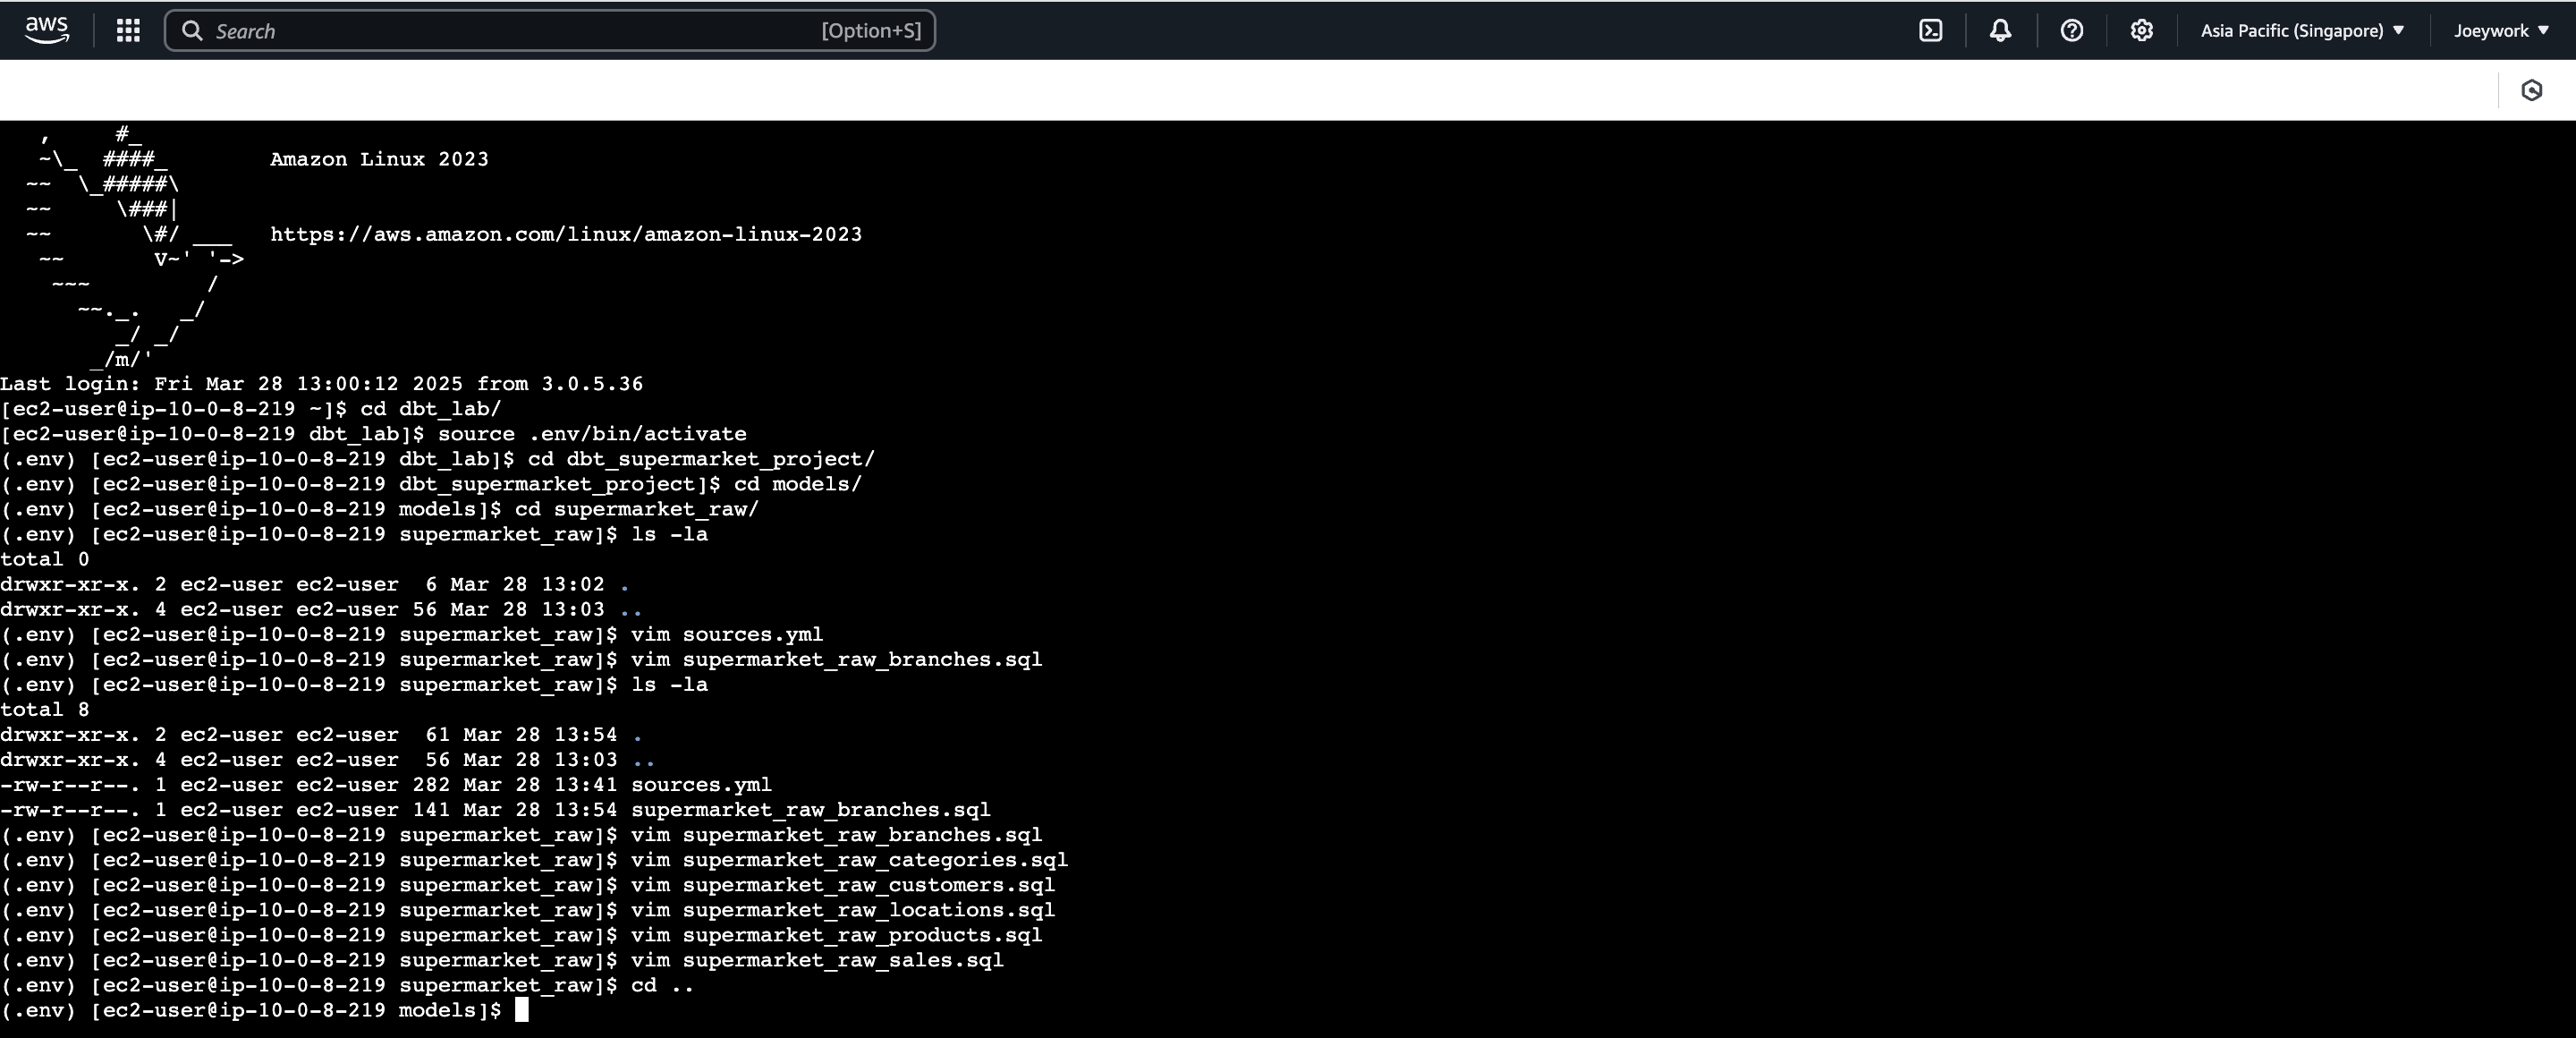 aws
Search [Option+S] Asia Pacific (Singapore) Joeywork
   ,     #_
   ~\_  ####_        Amazon Linux 2023
  ~~  \_#####\
  ~~     \###|
  ~~       \#/ ___   https://aws.amazon.com/linux/amazon-linux-2023
   ~~       V~' '->
    ~~~         /
      ~~._.   _/
         _/ _/
       _/m/'
Last login: Fri Mar 28 13:00:12 2025 from 3.0.5.36
[ec2-user@ip-10-0-8-219 ~]$ cd dbt_lab/
[ec2-user@ip-10-0-8-219 dbt_lab]$ source .env/bin/activate
(.env) [ec2-user@ip-10-0-8-219 dbt_lab]$ cd dbt_supermarket_project/
(.env) [ec2-user@ip-10-0-8-219 dbt_supermarket_project]$ cd models/
(.env) [ec2-user@ip-10-0-8-219 models]$ cd supermarket_raw/
(.env) [ec2-user@ip-10-0-8-219 supermarket_raw]$ ls -la
total 0
drwxr-xr-x. 2 ec2-user ec2-user  6 Mar 28 13:02 .
drwxr-xr-x. 4 ec2-user ec2-user 56 Mar 28 13:03 ..
(.env) [ec2-user@ip-10-0-8-219 supermarket_raw]$ vim sources.yml
(.env) [ec2-user@ip-10-0-8-219 supermarket_raw]$ vim supermarket_raw_branches.sql
(.env) [ec2-user@ip-10-0-8-219 supermarket_raw]$ ls -la
total 8
drwxr-xr-x. 2 ec2-user ec2-user  61 Mar 28 13:54 .
drwxr-xr-x. 4 ec2-user ec2-user  56 Mar 28 13:03 ..
-rw-r--r--. 1 ec2-user ec2-user 282 Mar 28 13:41 sources.yml
-rw-r--r--. 1 ec2-user ec2-user 141 Mar 28 13:54 supermarket_raw_branches.sql
(.env) [ec2-user@ip-10-0-8-219 supermarket_raw]$ vim supermarket_raw_branches.sql
(.env) [ec2-user@ip-10-0-8-219 supermarket_raw]$ vim supermarket_raw_categories.sql
(.env) [ec2-user@ip-10-0-8-219 supermarket_raw]$ vim supermarket_raw_customers.sql
(.env) [ec2-user@ip-10-0-8-219 supermarket_raw]$ vim supermarket_raw_locations.sql
(.env) [ec2-user@ip-10-0-8-219 supermarket_raw]$ vim supermarket_raw_products.sql
(.env) [ec2-user@ip-10-0-8-219 supermarket_raw]$ vim supermarket_raw_sales.sql
(.env) [ec2-user@ip-10-0-8-219 supermarket_raw]$ cd ..
(.env) [ec2-user@ip-10-0-8-219 models]$